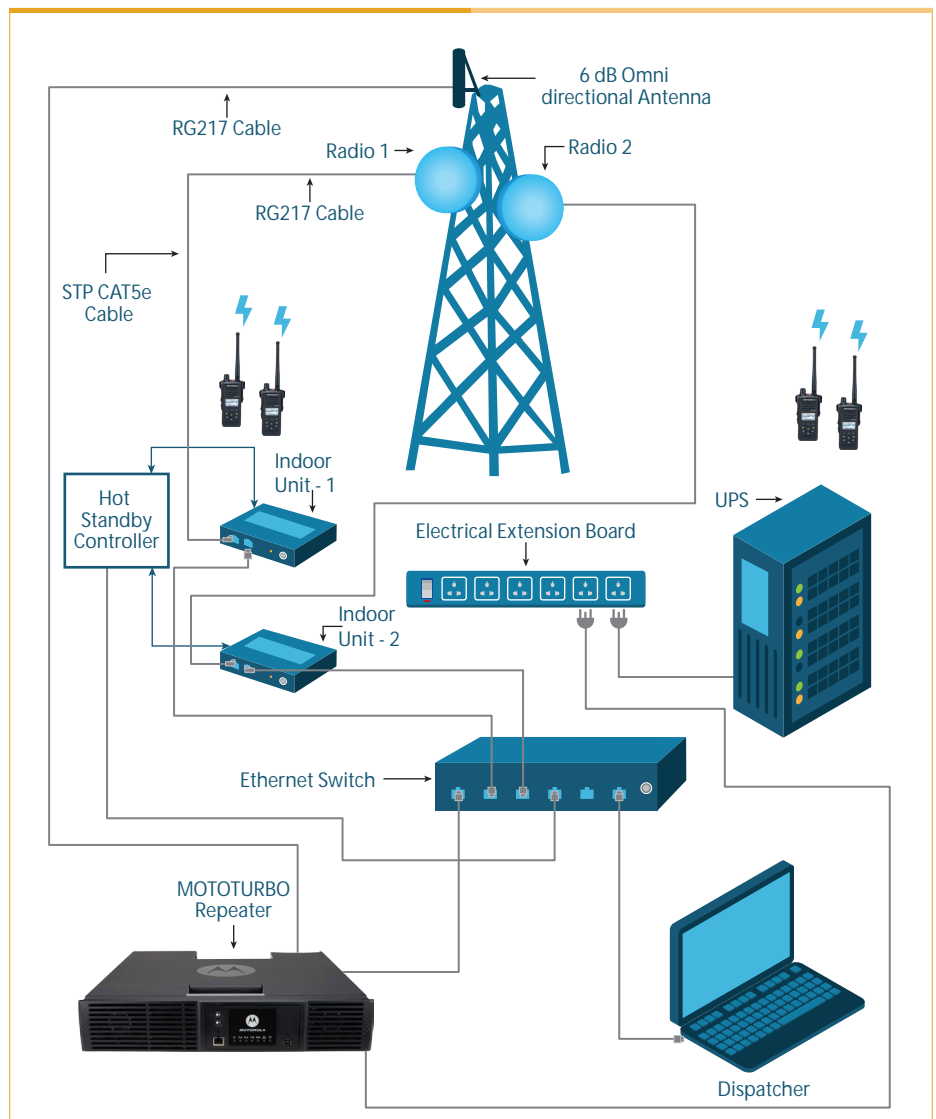 6 dB Omni
directional Antenna
RG217 Cable
Radio 1
Radio 2
RG217 Cable
STP CAT5e
Cable
Indoor
Unit - 1
Hot
Standby
Controller
UPS
Electrical Extension Board
Indoor
Unit - 2
Ethernet Switch
MOTOTURBO
Repeater
MOTOROLA
Dispatcher